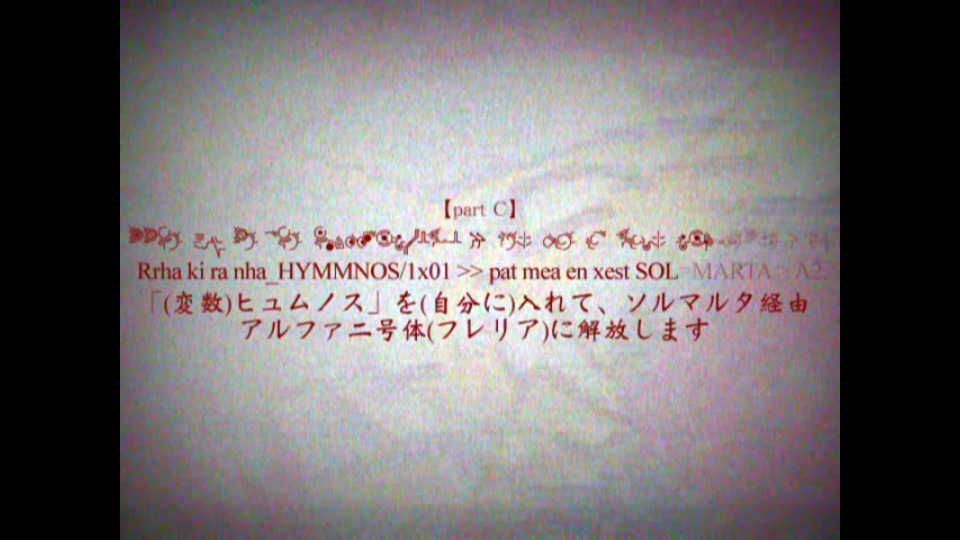 【part C】
Rrha ki ra nha_HYMMNOS/1x01 >> pat mea en xest SOL=MARTA > A2.
「(変数)ヒュムノス」を(自分に)入れて、ソルマルタ経由
アルファ二号体(フレリア)に解放します